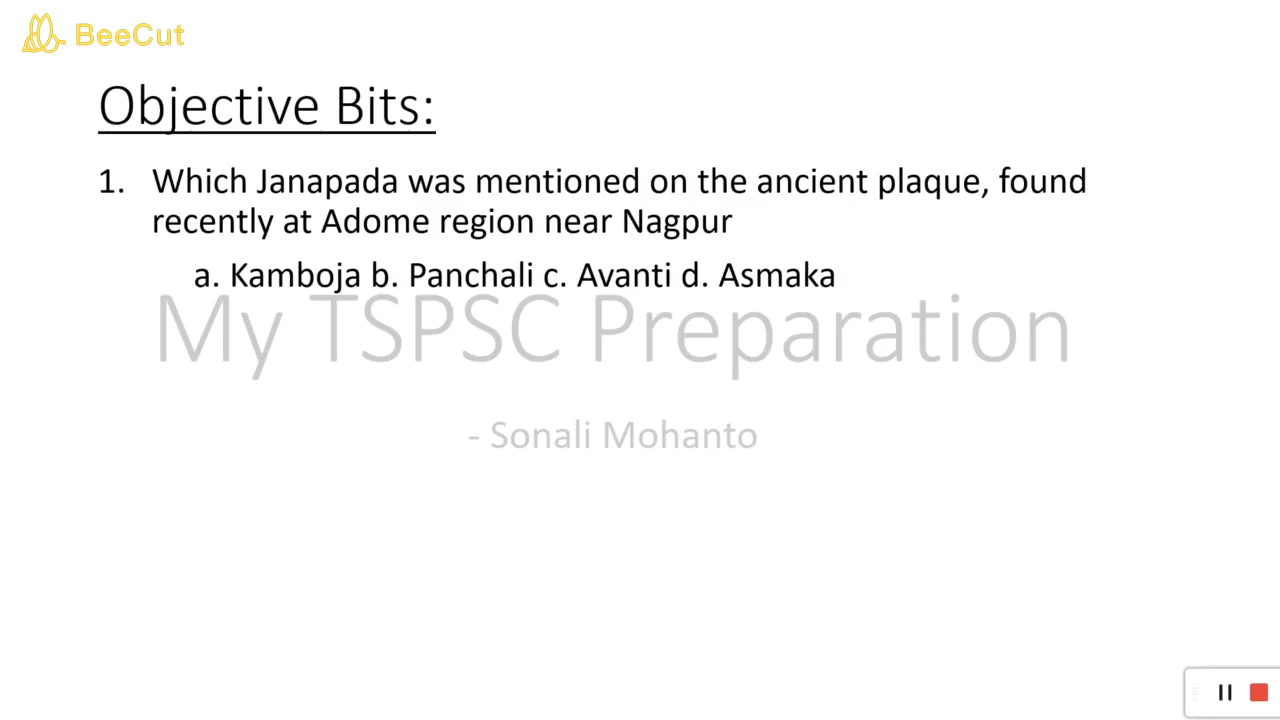 BeeCut
Objective Bits:
1. Which Janapada was mentioned on the ancient plaque, found
recently at Adome region near Nagpur
a. Kamboja b. Panchali c. Avanti d. Asmaka
My TSPSC Preparation
- Sonali Mohanto